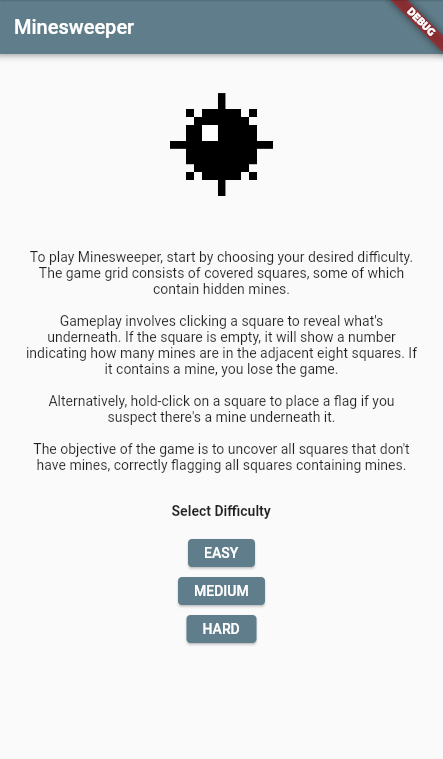 Minesweeper
DEBUG
To play Minesweeper, start by choosing your desired difficulty.
The game grid consists of covered squares, some of which
contain hidden mines.
Gameplay involves clicking a square to reveal what's
underneath. If the square is empty, it will show a number
indicating how many mines are in the adjacent eight squares. If
it contains a mine, you lose the game.
Alternatively, hold-click on a square to place a flag if you
suspect there's a mine underneath it.
The objective of the game is to uncover all squares that don't
have mines, correctly flagging all squares containing mines.
Select Difficulty
EASY
MEDIUM
HARD